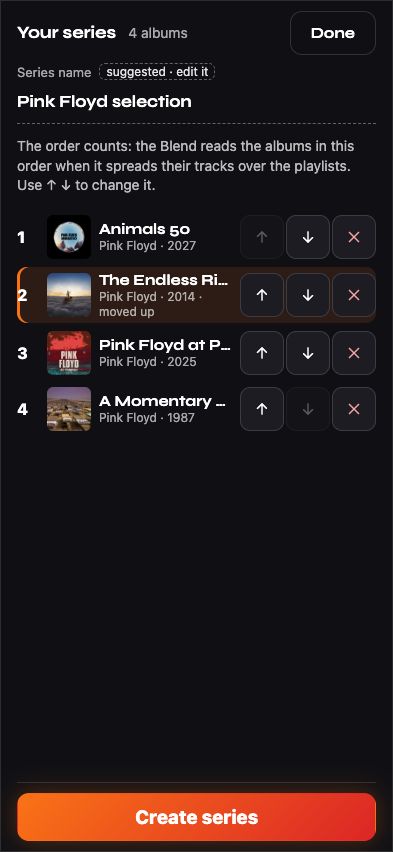 Your series 4 albums Done
Series name suggested · edit it
Pink Floyd selection
The order counts: the Blend reads the albums in this
order when it spreads their tracks over the playlists.
Use ↑ ↓ to change it.
1 Animals 50 ↑ ↓ ×
Pink Floyd · 2027
2 The Endless Ri... ↑ ↓ ×
Pink Floyd · 2014 ·
moved up
3 Pink Floyd at P... ↑ ↓ ×
Pink Floyd · 2025
PINK
FLOYD
4 A Momentary ... ↑ ↓ ×
Pink Floyd · 1987
Create series